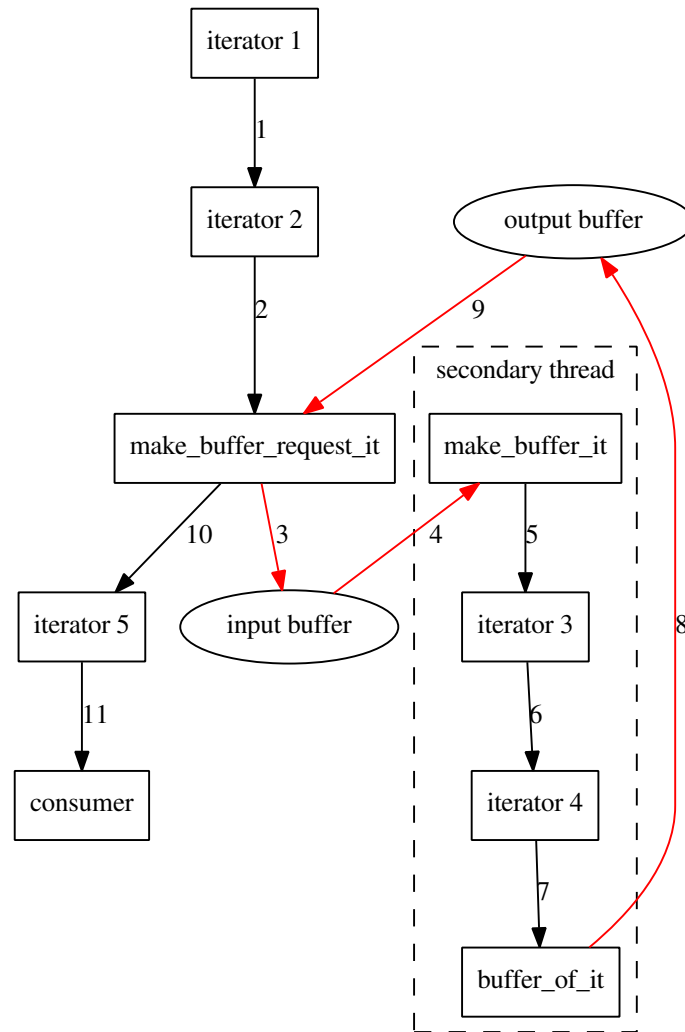 iterator 1
1
iterator 2
output buffer
2
9
secondary thread
make_buffer_request_it
make_buffer_it
10
3
4
5
iterator 5
input buffer
iterator 3
8
11
6
consumer
iterator 4
7
buffer_of_it